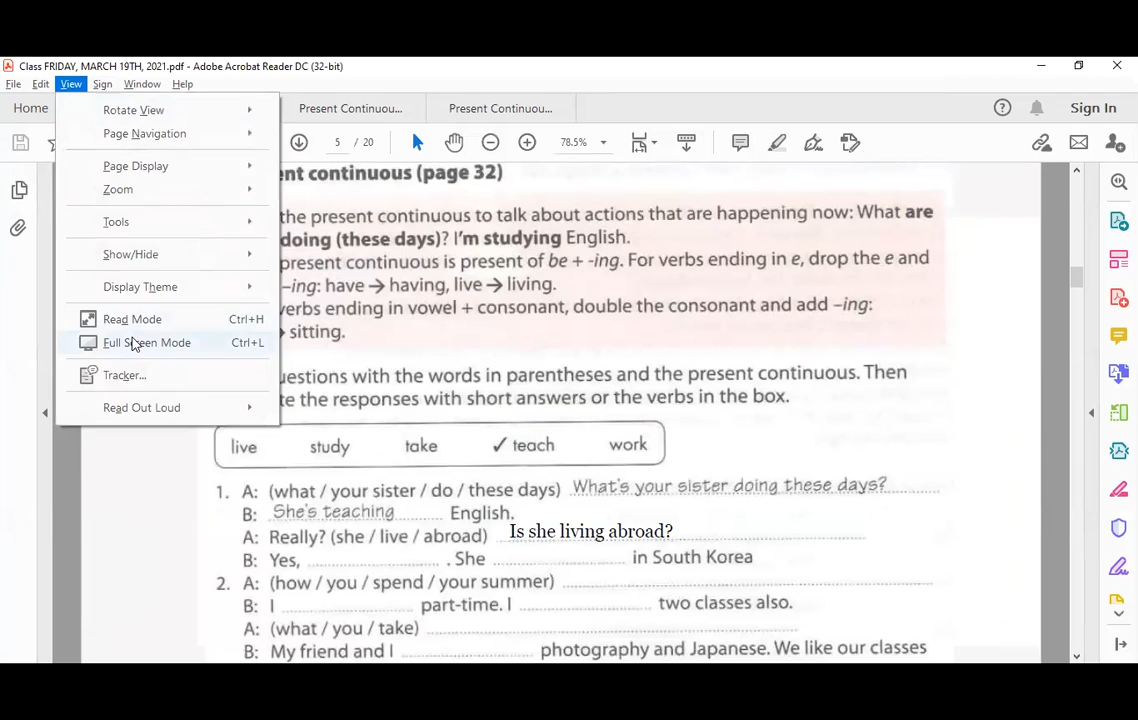 Class FRIDAY, MARCH 19TH, 2021.pdf - Adobe Acrobat Reader DC (32-bit)
File Edit View Sign Window Help
Home Present Continuou... Present Continuou... Sign In
5 / 20 78.5%
Rotate View
Page Navigation
Page Display
Zoom
Tools
Show/Hide
Display Theme
Read Mode Ctrl+H
Full Screen Mode Ctrl+L
Tracker...
Read Out Loud
ent continuous (page 32)
the present continuous to talk about actions that are happening now: What are
doing (these days)? I'm studying English.
present continuous is present of be + -ing. For verbs ending in e, drop the e and
–ing: have → having, live → living.
verbs ending in vowel + consonant, double the consonant and add –ing:
sitting.
uestions with the words in parentheses and the present continuous. Then
te the responses with short answers or the verbs in the box.
live study take ✓ teach work
1. A: (what / your sister / do / these days) What's your sister doing these days?
B: She's teaching English.
A: Really? (she / live / abroad) Is she living abroad?
B: Yes, . She in South Korea
2. A: (how / you / spend / your summer)
B: I part-time. I two classes also.
A: (what / you / take)
B: My friend and I photography and Japanese. We like our classes